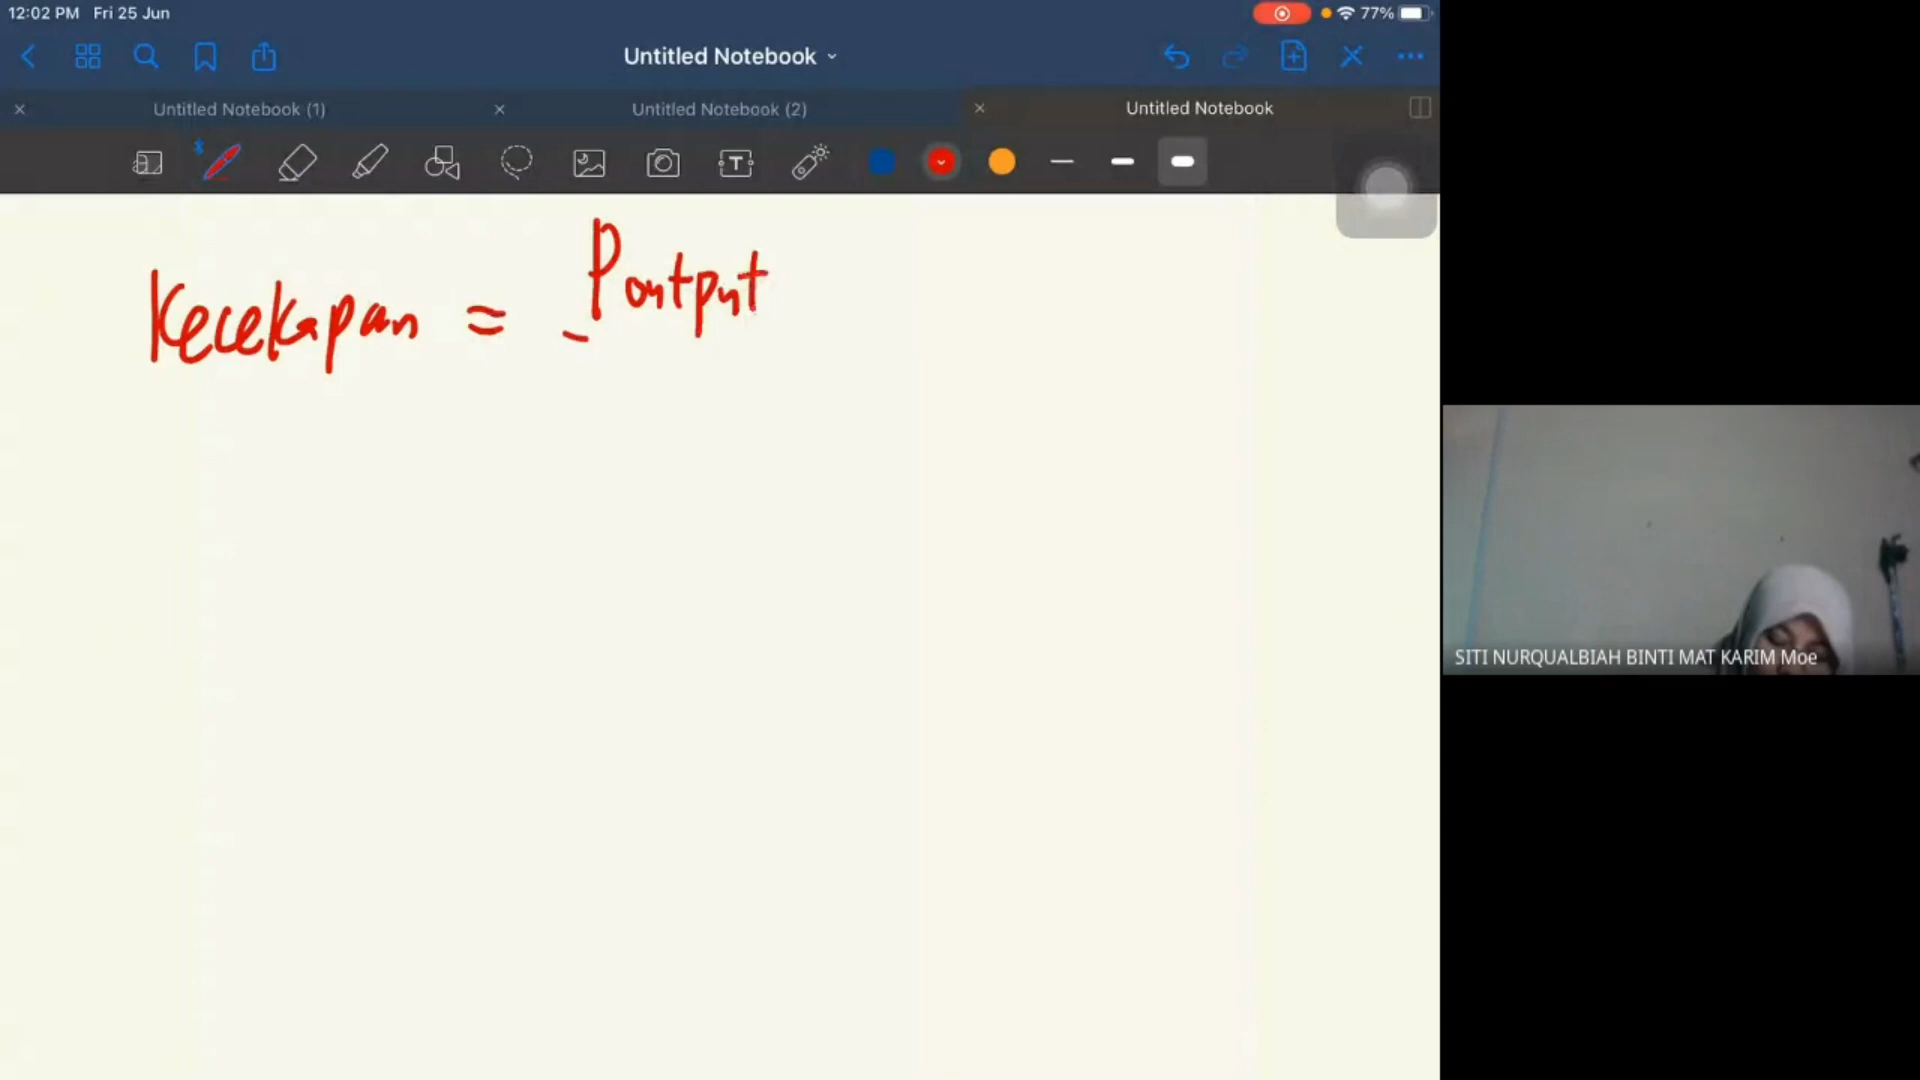 12:02 PM Fri 25 Jun
77%
Untitled Notebook
Untitled Notebook (1)
Untitled Notebook (2)
Untitled Notebook
T
Kecekapan = Poutput
SITI NURQUALBIAH BINTI MAT KARIM Moe